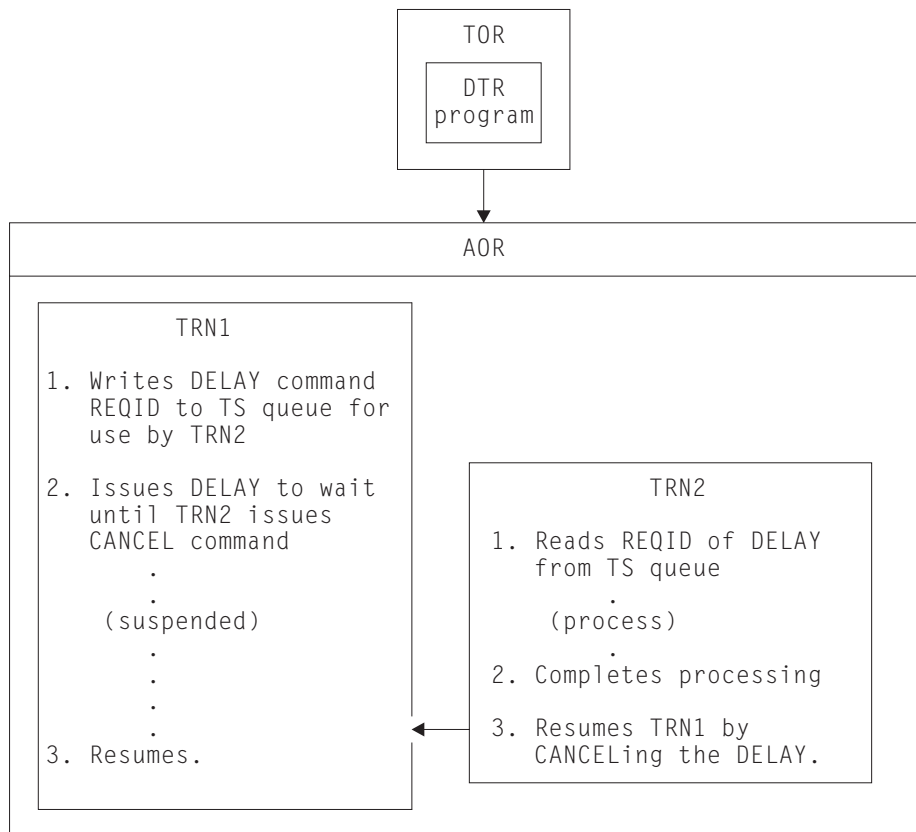 TOR
DTR
program
AOR
TRN1
1. Writes DELAY command
REQID to TS queue for
use by TRN2
2. Issues DELAY to wait
until TRN2 issues
CANCEL command
.
.
(suspended)
.
.
.
.
3. Resumes.
TRN2
1. Reads REQID of DELAY
from TS queue
.
(process)
.
2. Completes processing
3. Resumes TRN1 by
CANCELing the DELAY.